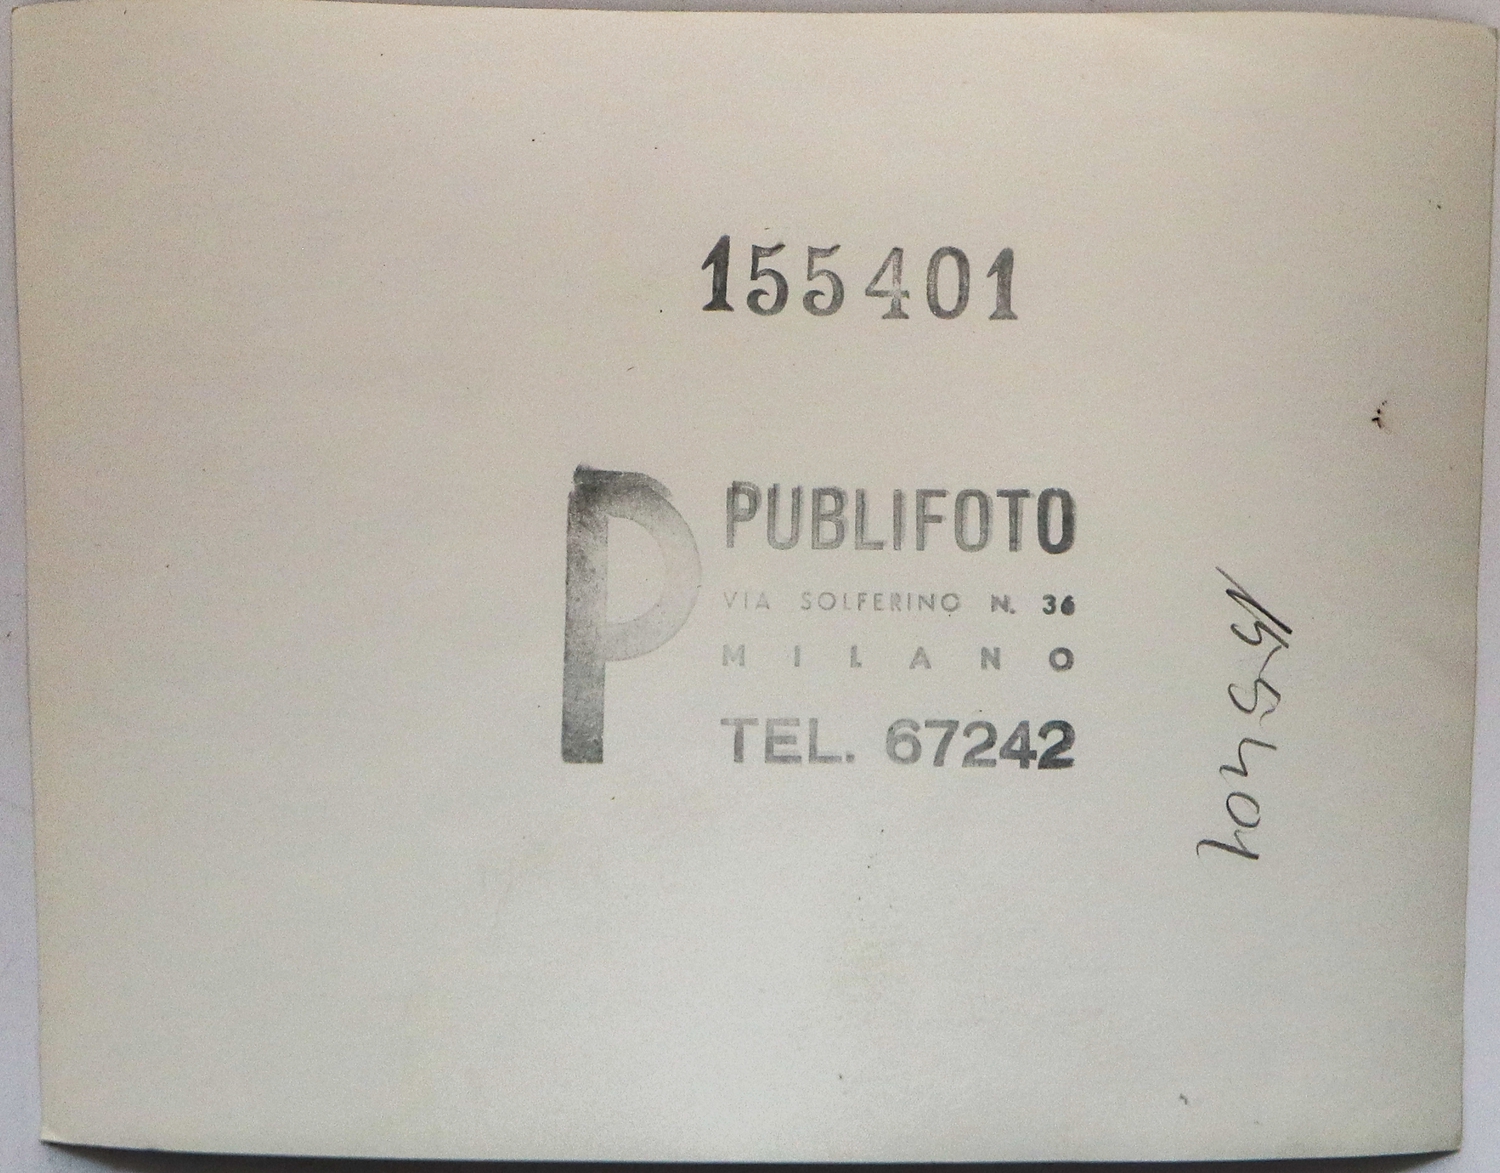 155401
P
PUBLIFOTO
VIA SOLFERINO N. 36
MILANO
TEL. 67242
155401